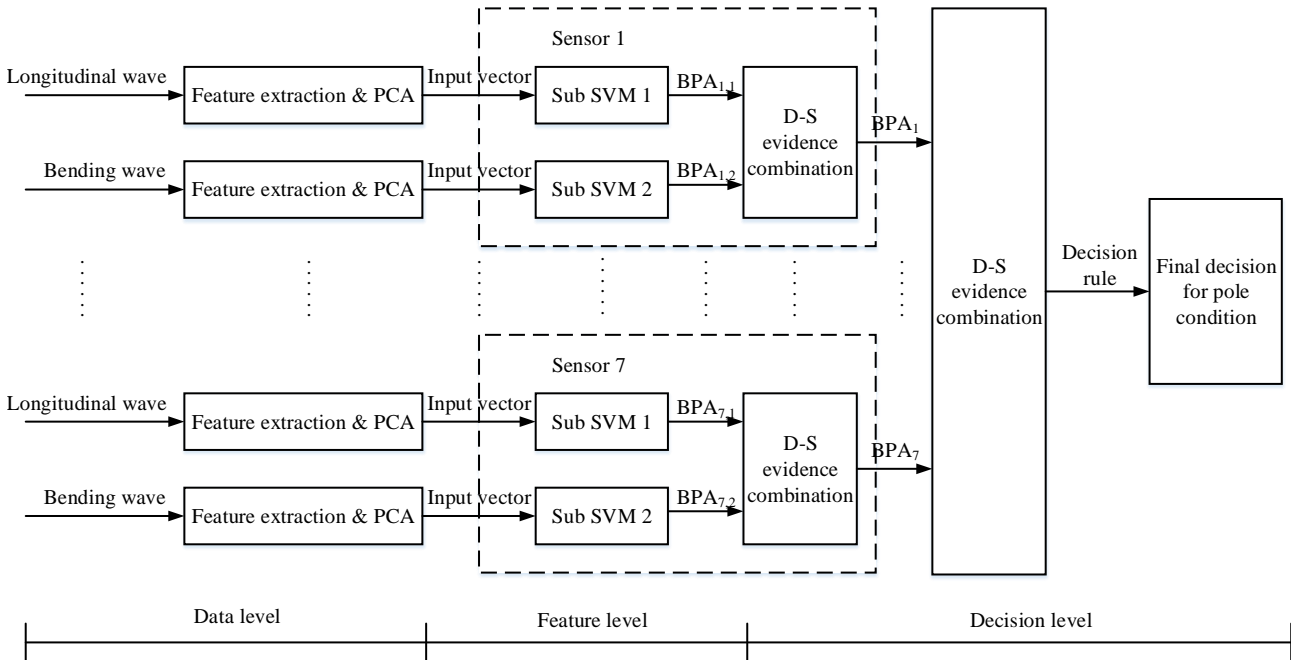 Sensor 1
Longitudinal wave
Feature extraction & PCA
Input vector
Sub SVM 1
BPA1,1
D-S
evidence
combination
BPA1
Bending wave
Feature extraction & PCA
Input vector
Sub SVM 2
BPA1,2
D-S
evidence
combination
Decision
rule
Final decision
for pole
condition
Sensor 7
Longitudinal wave
Feature extraction & PCA
Input vector
Sub SVM 1
BPA7,1
D-S
evidence
combination
BPA7
Bending wave
Feature extraction & PCA
Input vector
Sub SVM 2
BPA7,2
Data level
Feature level
Decision level